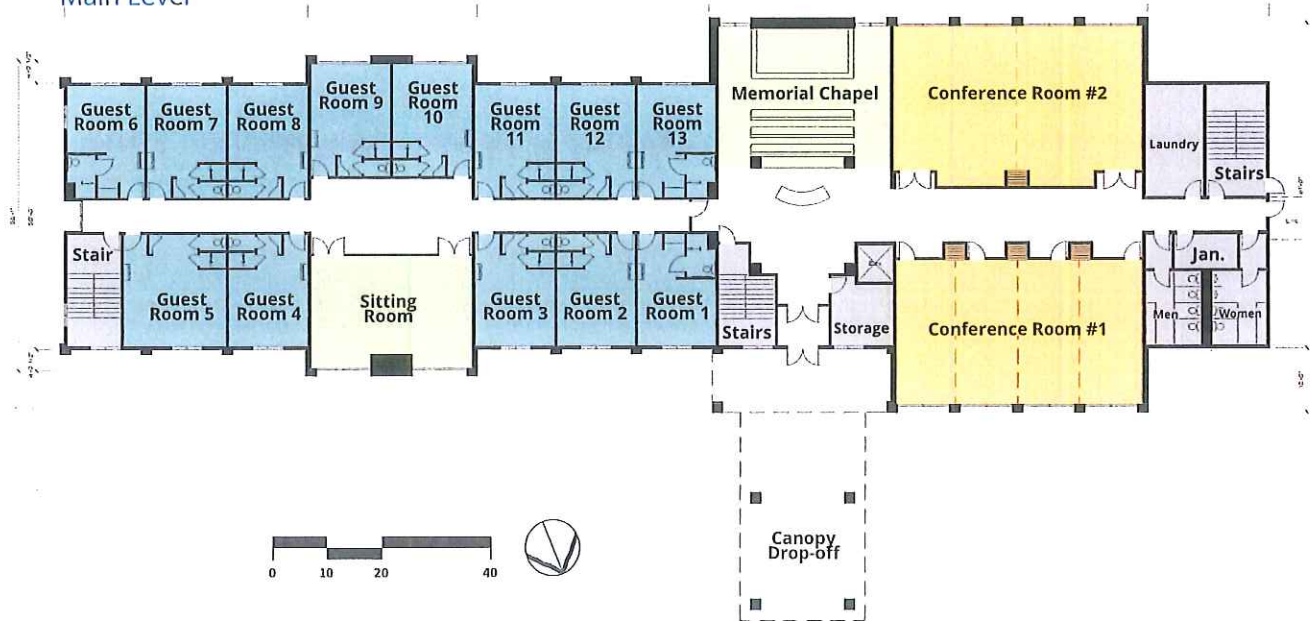 Main Level
Guest
Room 6
Guest
Room 7
Guest
Room 8
Guest
Room 9
Guest
Room
10
Guest
Room
11
Guest
Room
12
Guest
Room
13
Memorial Chapel
Conference Room #2
Laundry
Stairs
Stair
Guest
Room 5
Guest
Room 4
Sitting
Room
Guest
Room 3
Guest
Room 2
Guest
Room 1
Stairs
Storage
Conference Room #1
Jan.
Men
Women
Canopy
Drop-off
0 10 20 40